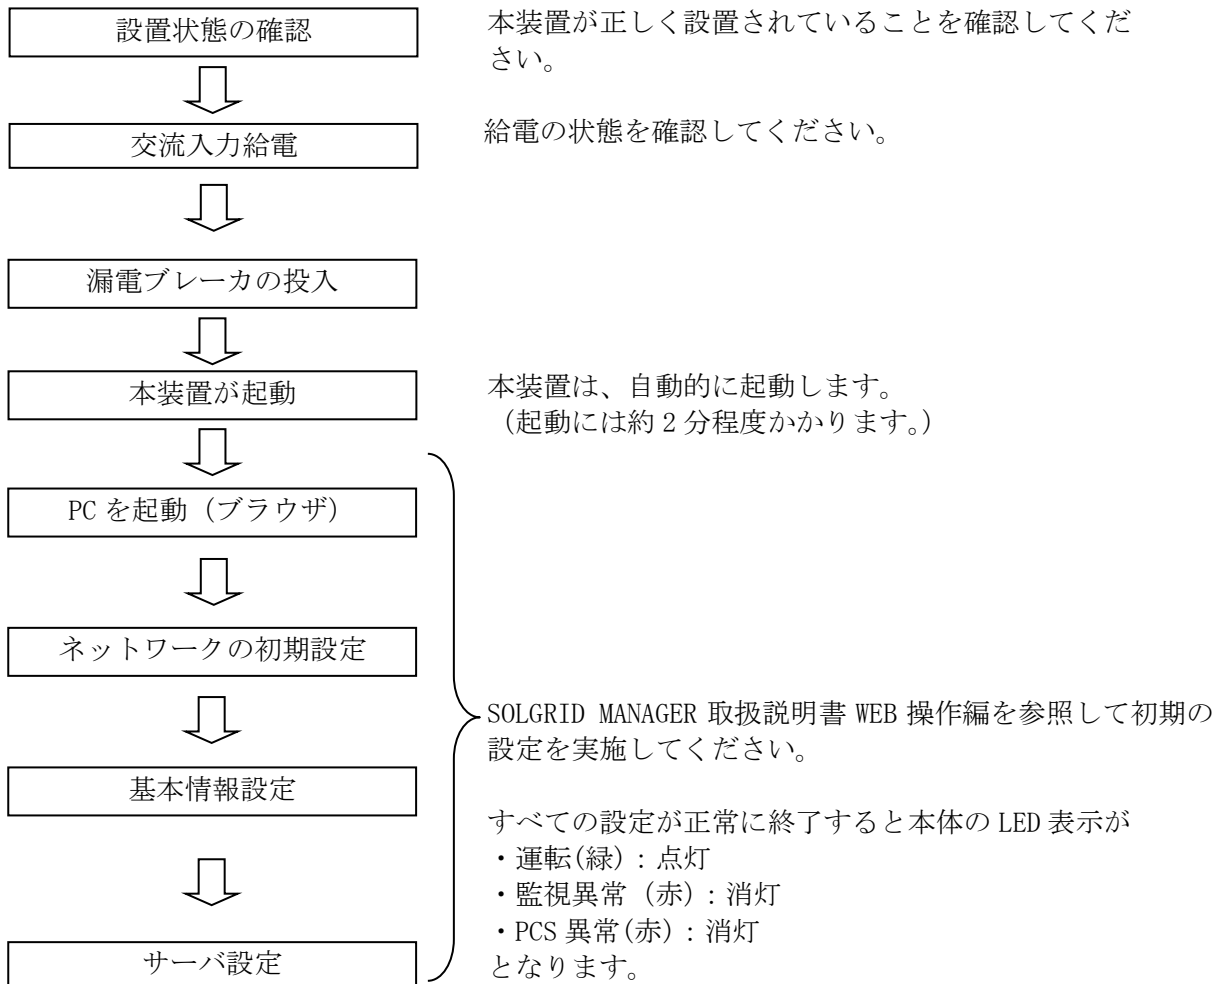 設置状態の確認
本装置が正しく設置されていることを確認してくだ
さい。
交流入力給電
給電の状態を確認してください。
漏電ブレーカの投入
本装置が起動
本装置は、自動的に起動します。
（起動には約 2 分程度かかります。）
PC を起動（ブラウザ）
ネットワークの初期設定
SOLGRID MANAGER 取扱説明書 WEB 操作編を参照して初期の
設定を実施してください。
基本情報設定
すべての設定が正常に終了すると本体の LED 表示が
・運転(緑)：点灯
・監視異常（赤）：消灯
・PCS 異常(赤)：消灯
となります。
サーバ設定